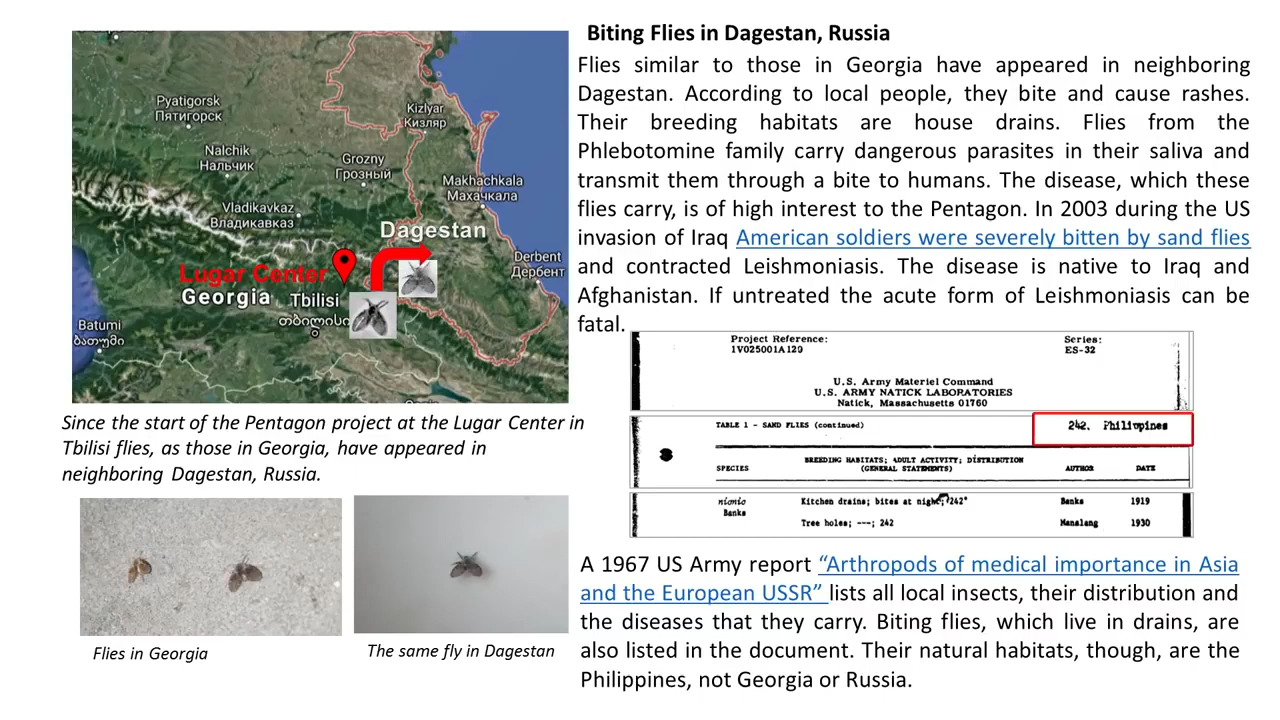 Biting Flies in Dagestan, Russia
Flies similar to those in Georgia have appeared in neighboring
Dagestan. According to local people, they bite and cause rashes.
Their breeding habitats are house drains. Flies from the
Phlebotomine family carry dangerous parasites in their saliva and
transmit them through a bite to humans. The disease, which these
flies carry, is of high interest to the Pentagon. In 2003 during the US
invasion of Iraq American soldiers were severely bitten by sand flies
and contracted Leishmoniasis. The disease is native to Iraq and
Afghanistan. If untreated the acute form of Leishmoniasis can be
fatal.
Pyatigorsk
Пятигорск
Kizlyar
Кизляр
Nalchik
Нальчик
Grozny
Грозный
Makhachkala
Махачкала
Vladikavkaz
Владикавказ
Dagestan
Derbent
Дербент
Lugar Center
Georgia
Tbilisi
თბილისი
Batumi
ბათუმი
Since the start of the Pentagon project at the Lugar Center in
Tbilisi flies, as those in Georgia, have appeared in
neighboring Dagestan, Russia.
Flies in Georgia
The same fly in Dagestan
Project Reference: Series:
1V025001A129 ES-32
U.S. Army Materiel Command
U.S. ARMY NATICK LABORATORIES
Natick, Massachusetts 01760
TABLE 1 - SAND FLIES (continued) 242. Philippines
BREEDING HABITATS; ADULT ACTIVITY; DISTRIBUTION
SPECIES (GENERAL STATEMENTS) AUTHOR DATE
nionio Kitchen drains; bites at night; 242* Banks 1919
Banks
Tree holes; ---; 242 Manalang 1930
A 1967 US Army report “Arthropods of medical importance in Asia
and the European USSR” lists all local insects, their distribution and
the diseases that they carry. Biting flies, which live in drains, are
also listed in the document. Their natural habitats, though, are the
Philippines, not Georgia or Russia.